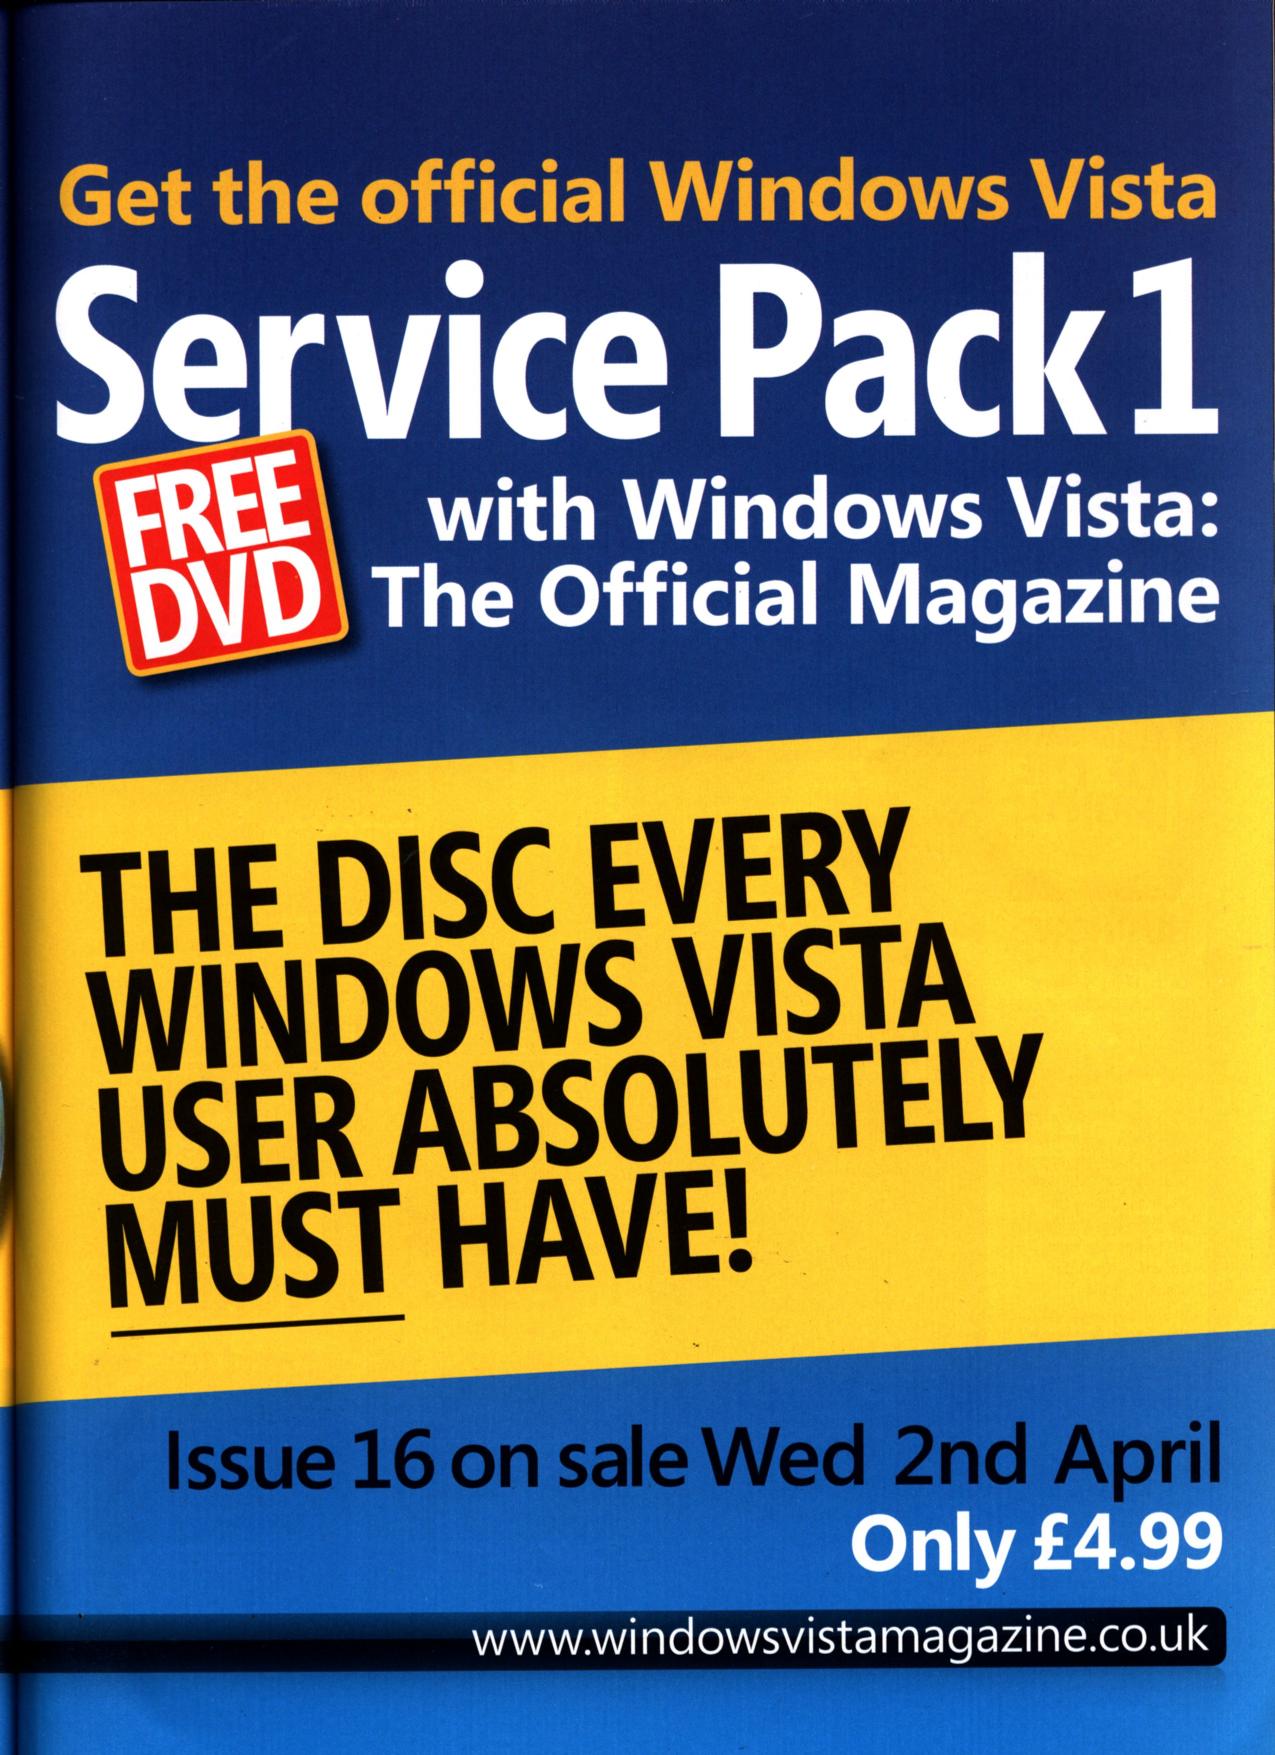 Get the official Windows Vista
Service Pack 1
FREE
DVD
with Windows Vista:
The Official Magazine
THE DISC EVERY
WINDOWS VISTA
USER ABSOLUTELY
MUST HAVE!
Issue 16 on sale Wed 2nd April
Only £4.99
www.windowsvistamagazine.co.uk